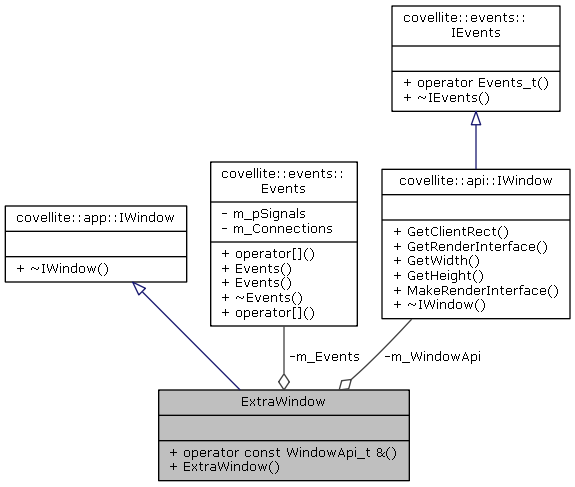 covellite::events::
IEvents
+ operator Events_t()
+ ~IEvents()
covellite::events::
Events
- m_pSignals
- m_Connections
+ operator[]()
+ Events()
+ Events()
+ ~Events()
+ operator[]()
covellite::api::IWindow
+ GetClientRect()
+ GetRenderInterface()
+ GetWidth()
+ GetHeight()
+ MakeRenderInterface()
+ ~IWindow()
covellite::app::IWindow
+ ~IWindow()
-m_Events
-m_WindowApi
ExtraWindow
+ operator const WindowApi_t &()
+ ExtraWindow()